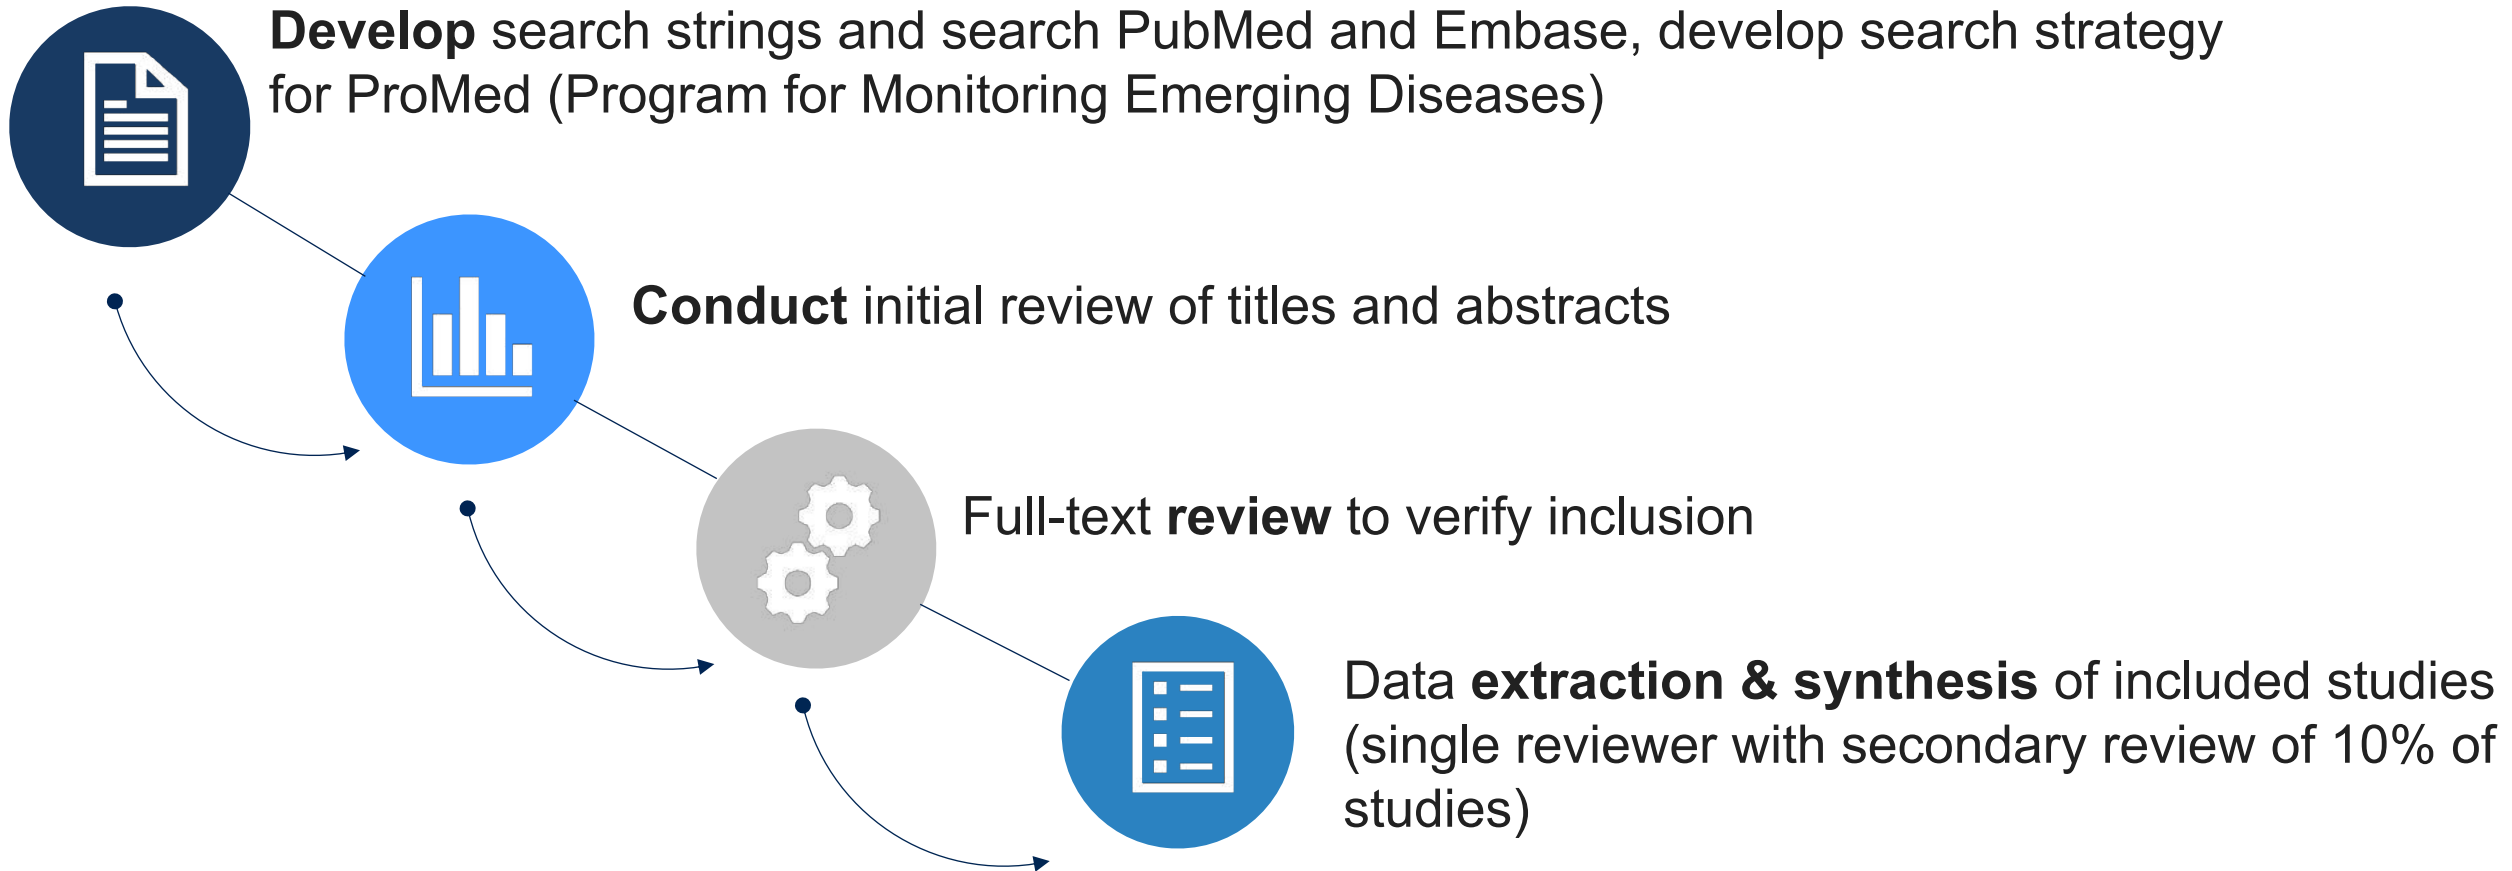 Develop search strings and search PubMed and Embase, develop search strategy
for ProMed (Program for Monitoring Emerging Diseases)
Conduct initial review of titles and abstracts
Full-text review to verify inclusion
Data extraction & synthesis of included studies
(single reviewer with secondary review of 10% of
studies)